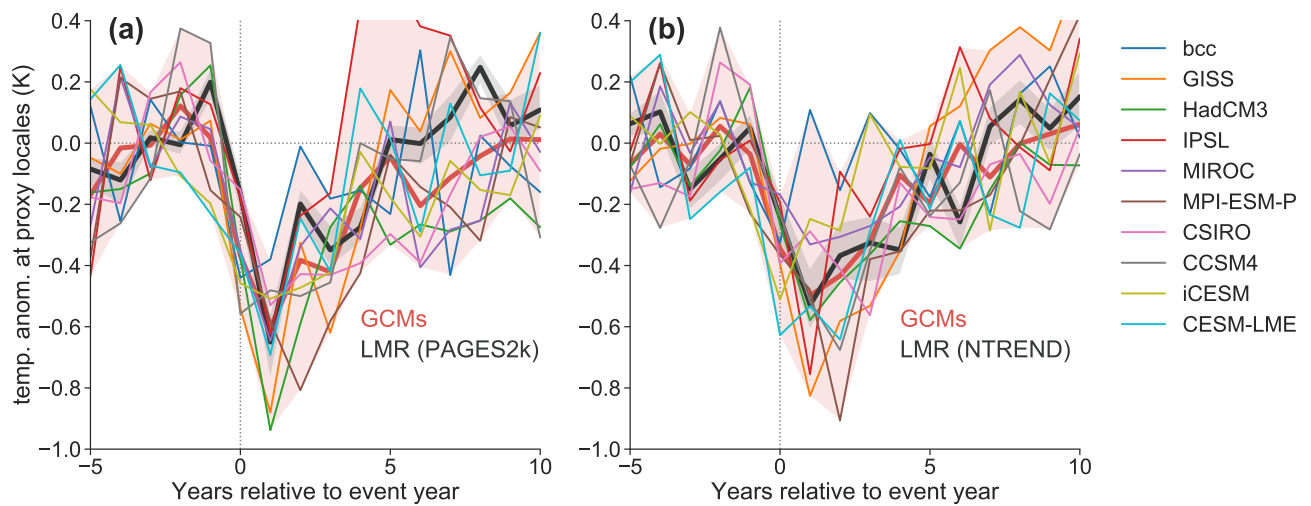 (a)
temp. anom. at proxy locales (K)
0.4
0.2
0.0
−0.2
−0.4
−0.6
−0.8
−1.0
GCMs
LMR (PAGES2k)
−5
0
5
10
Years relative to event year
(b)
0.4
0.2
0.0
−0.2
−0.4
−0.6
−0.8
−1.0
GCMs
LMR (NTREND)
−5
0
5
10
Years relative to event year
bcc
GISS
HadCM3
IPSL
MIROC
MPI-ESM-P
CSIRO
CCSM4
iCESM
CESM-LME